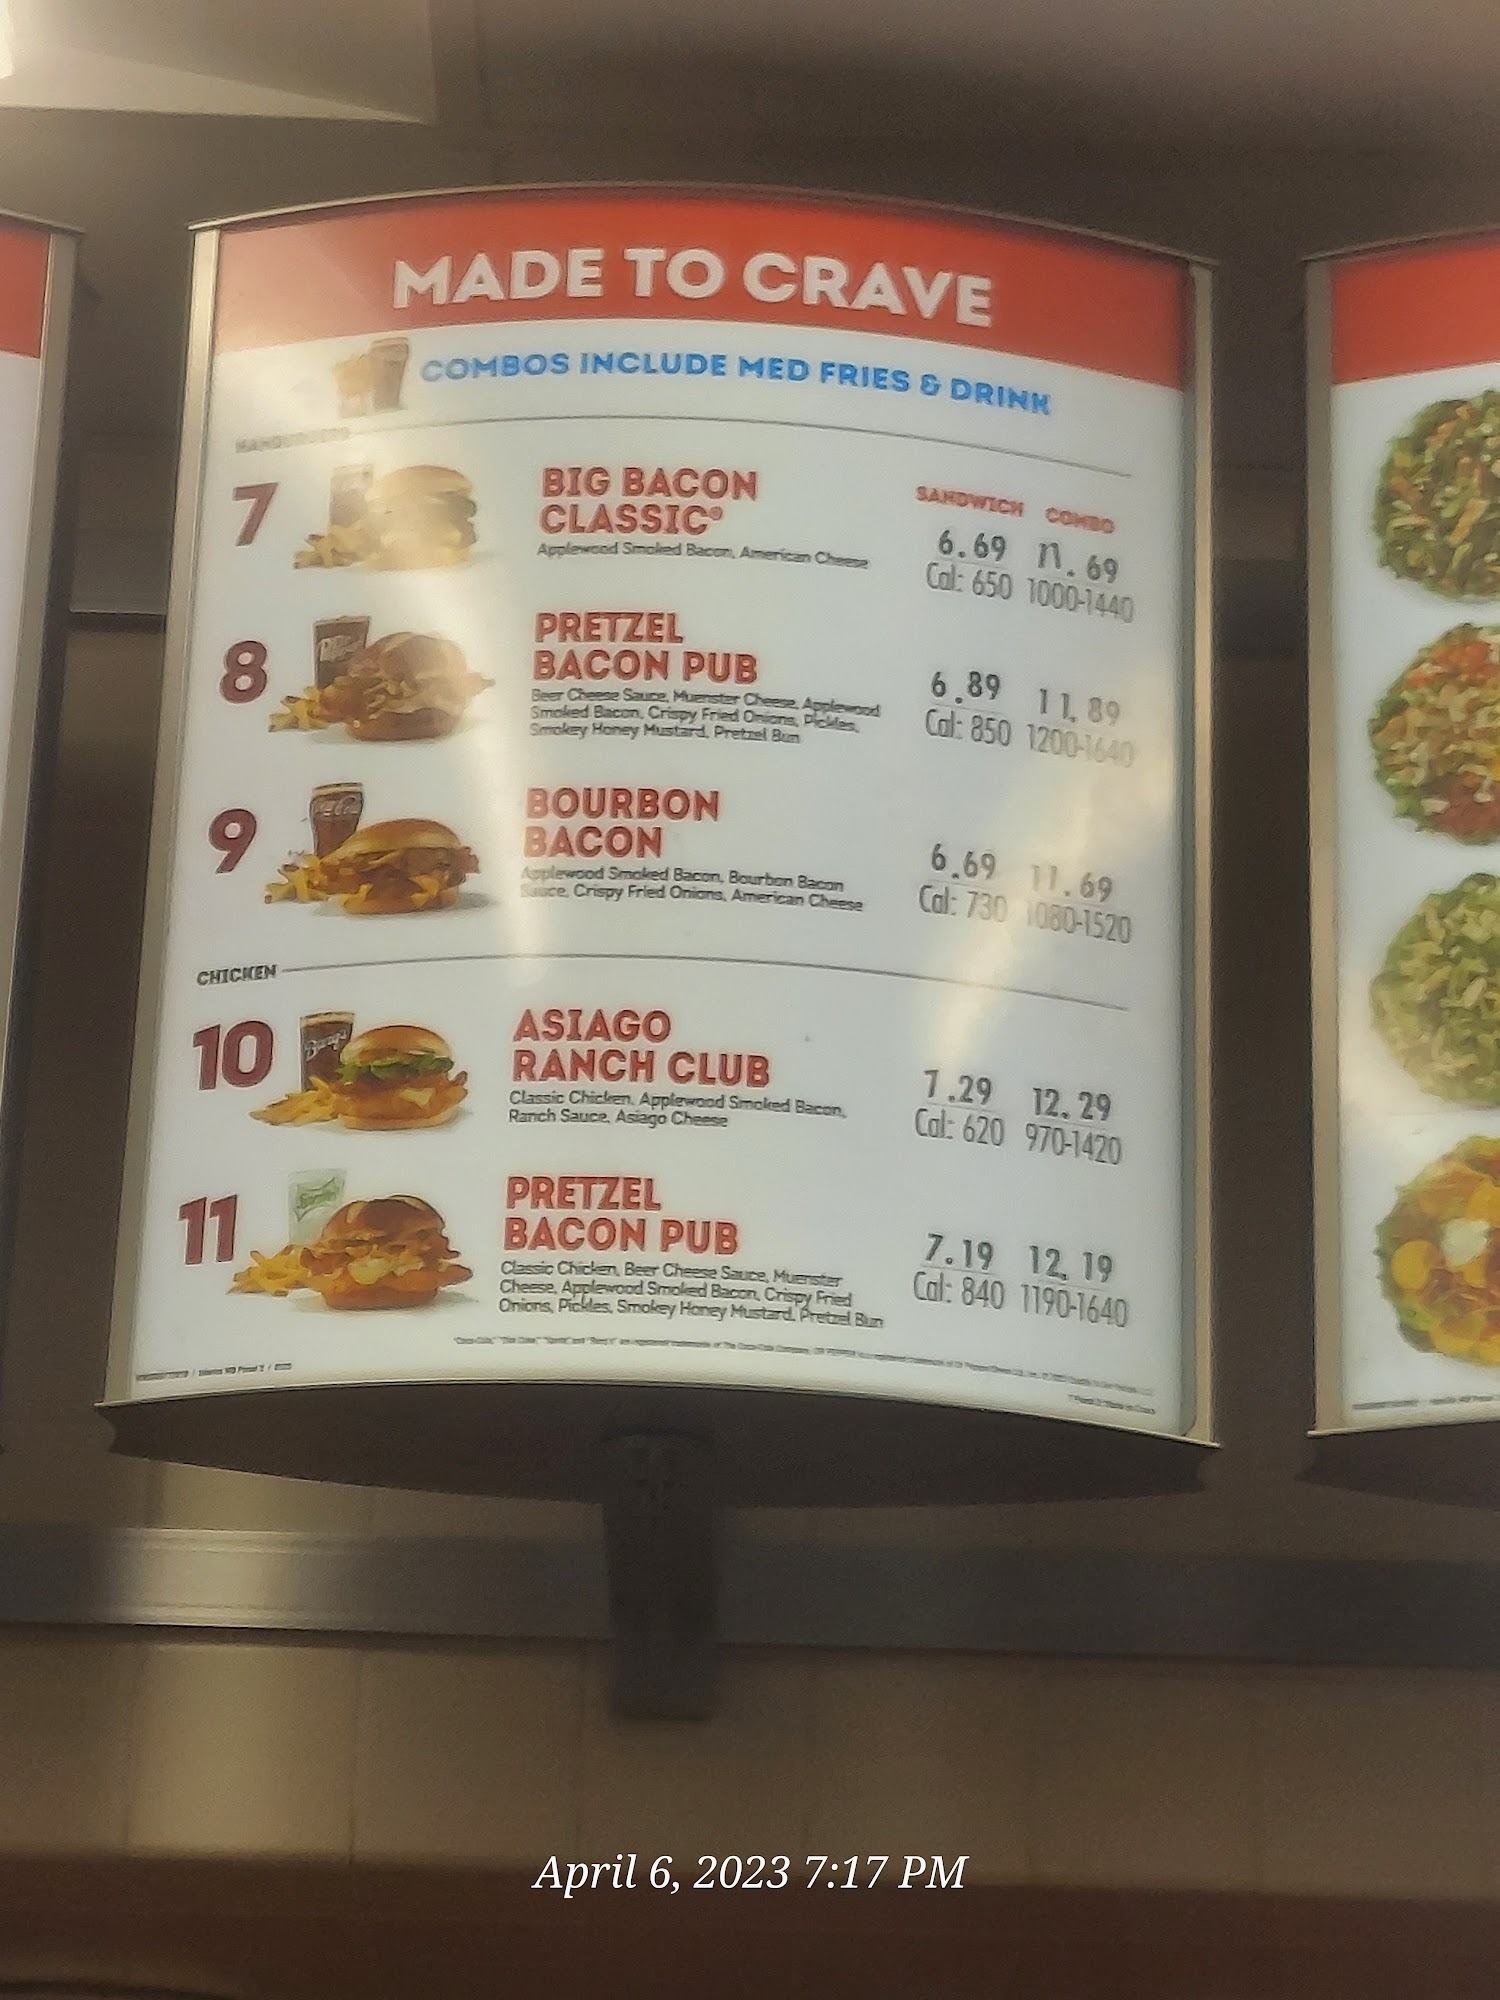 MADE TO CRAVE
COMBOS INCLUDE MED FRIES & DRINK
HAMBURGERS
SANDWICH COMBO
7
BIG BACON
CLASSIC®
Applewood Smoked Bacon, American Cheese
6.69 11.69
Cal: 650 1000-1440
8
PRETZEL
BACON PUB
Beer Cheese Sauce, Muenster Cheese, Applewood
Smoked Bacon, Crispy Fried Onions, Pickles,
Smokey Honey Mustard, Pretzel Bun
6.89 11.89
Cal: 850 1200-1640
9
BOURBON
BACON
Applewood Smoked Bacon, Bourbon Bacon
Sauce, Crispy Fried Onions, American Cheese
6.69 11.69
Cal: 730 1080-1520
CHICKEN
10
ASIAGO
RANCH CLUB
Classic Chicken, Applewood Smoked Bacon,
Ranch Sauce, Asiago Cheese
7.29 12.29
Cal: 620 970-1420
11
PRETZEL
BACON PUB
Classic Chicken, Beer Cheese Sauce, Muenster
Cheese, Applewood Smoked Bacon, Crispy Fried
Onions, Pickles, Smokey Honey Mustard, Pretzel Bun
7.19 12.19
Cal: 840 1190-1640
April 6, 2023 7:17 PM